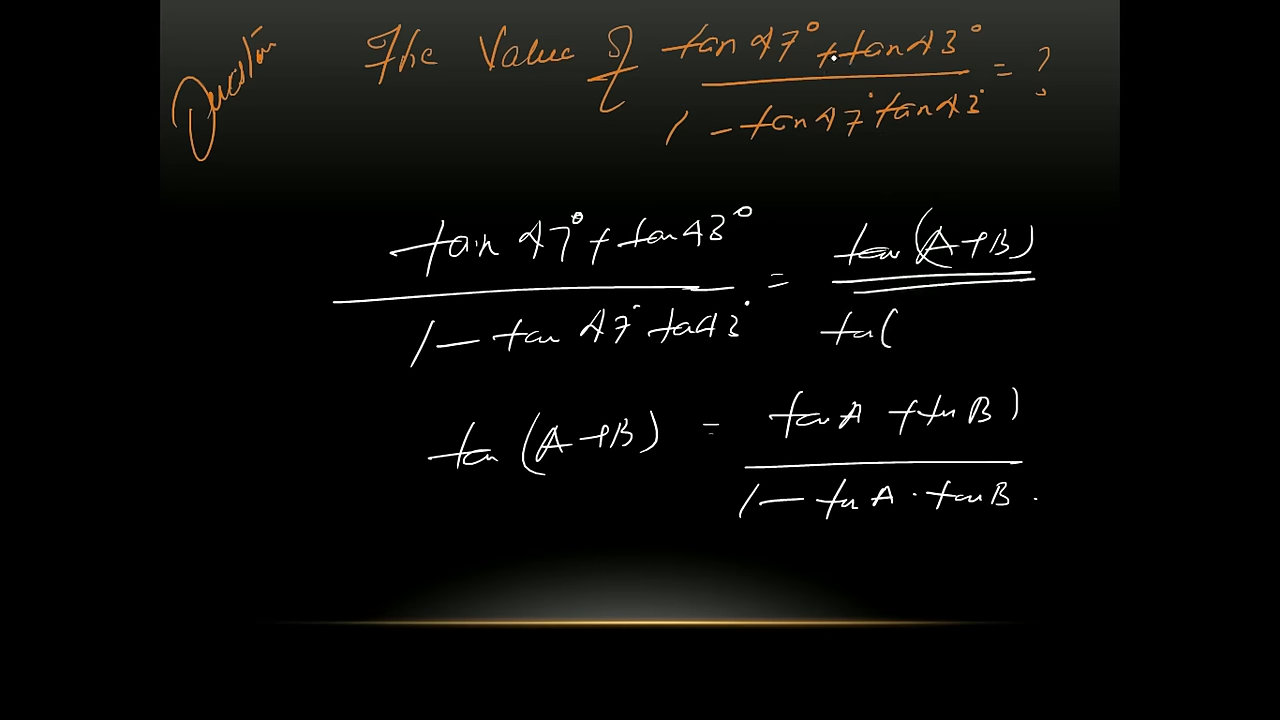 Question The Value of tan 47° + tan 43° / 1 - tan 47° tan 43° = ?
tan 47° + tan 43° / 1 - tan 47° tan 43° = tan (A+B)
tan (
tan (A+B) = tan A + tan B ) / 1 - tan A · tan B .